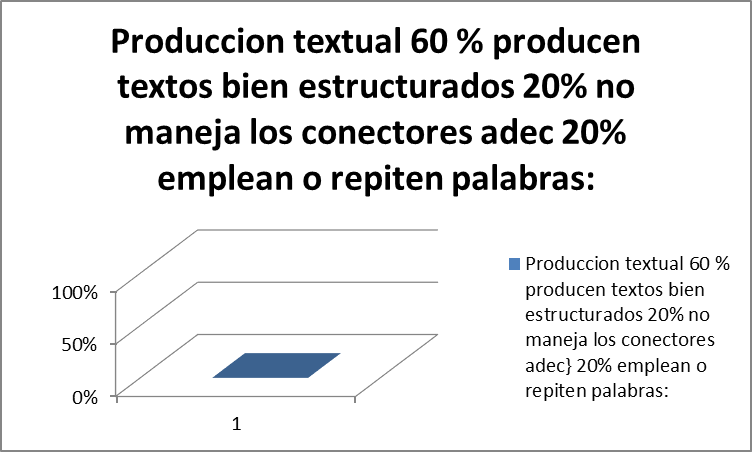 Produccion textual 60 % producen
textos bien estructurados 20% no
maneja los conectores adec 20%
emplean o repiten palabras:
100%
50%
0%
1
Produccion textual 60 %
producen textos bien
estructurados 20% no
maneja los conectores
adec} 20% emplean o
repiten palabras: